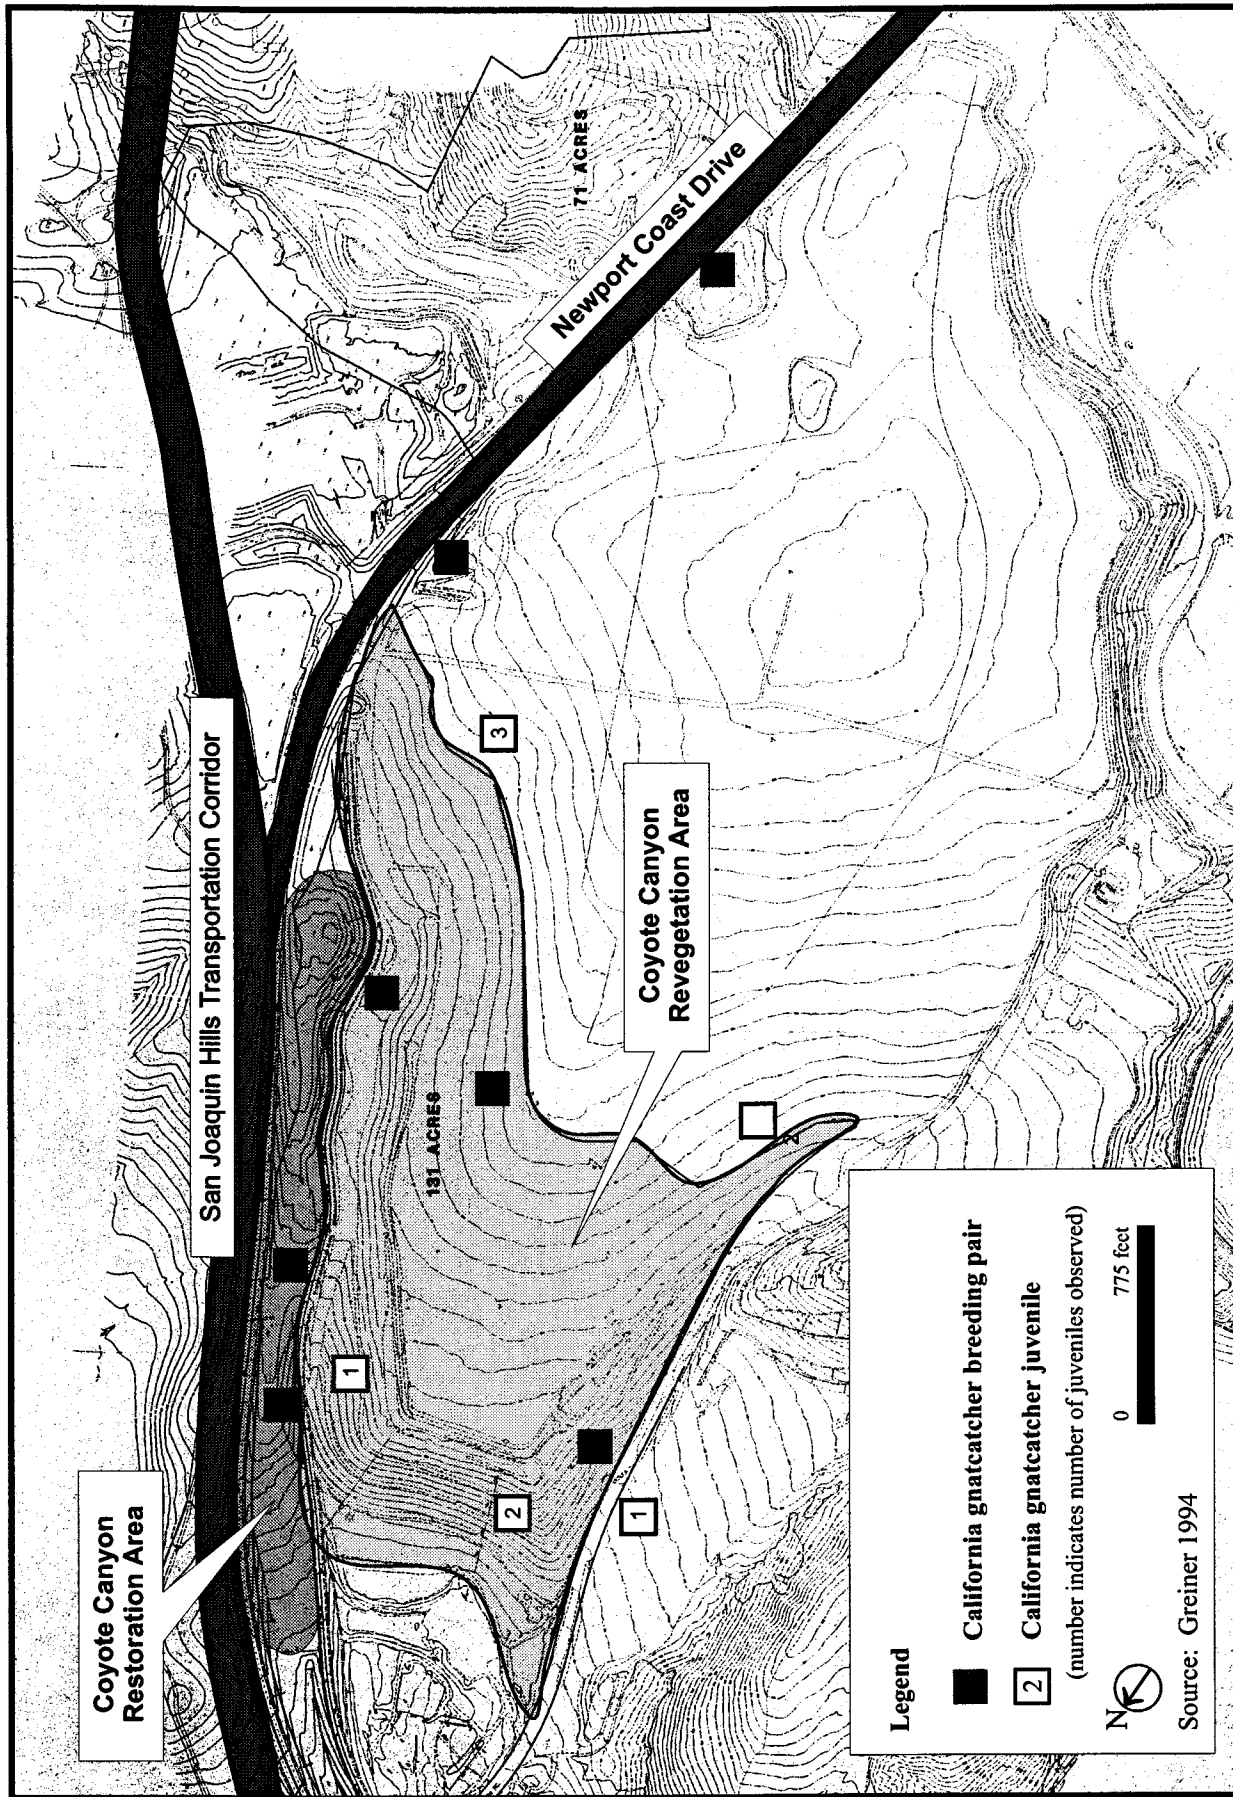 Coyote Canyon
Restoration Area
San Joaquin Hills Transportation Corridor
Newport Coast Drive
71 ACRES
131 ACRES
Coyote Canyon
Revegetation Area
1
2
1
3
Legend
California gnatcatcher breeding pair
2
California gnatcatcher juvenile
(number indicates number of juveniles observed)
N
0
775 feet
Source: Greiner 1994